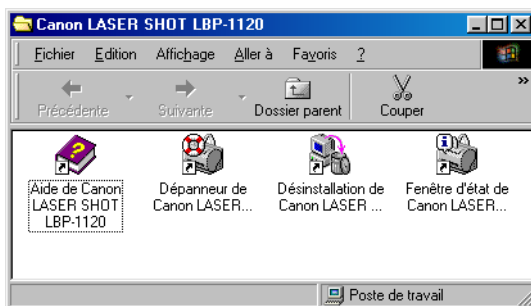 Canon LASER SHOT LBP-1120
Fichier Edition Affichage Aller à Favoris ?
Précédente Suivante Dossier parent Couper »
Aide de Canon LASER SHOT LBP-1120
Dépanneur de Canon LASER...
Désinstallation de Canon LASER ...
Fenêtre d'état de Canon LASER...
Poste de travail